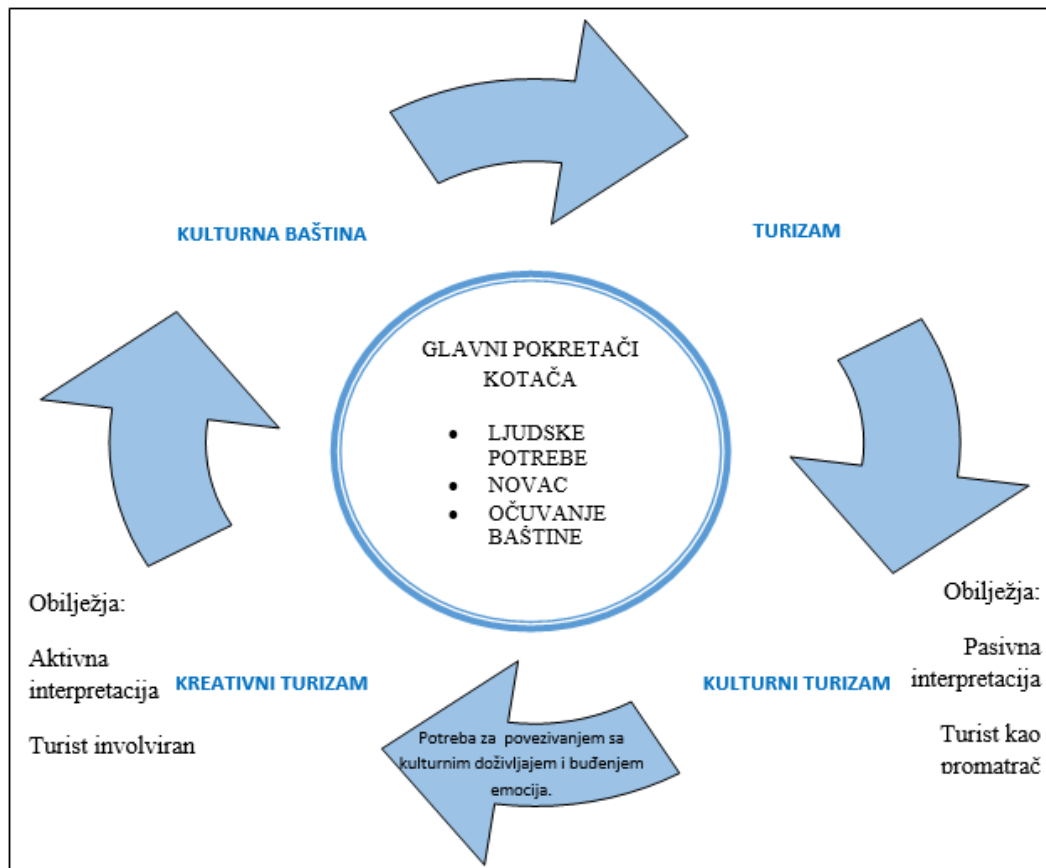 KULTURNA BAŠTINA
TURIZAM
GLAVNI POKRETAČI
KOTAČA
• LJUDSKE
POTREBE
• NOVAC
• OČUVANJE
BAŠTINE
Obilježja:
Aktivna
interpretacija
Turist involviran
KREATIVNI TURIZAM
Potreba za povezivanjem sa
kulturnim doživljajem i buđenjem
emocija.
KULTURNI TURIZAM
Obilježja:
Pasivna
interpretacija
Turist kao
promatrač